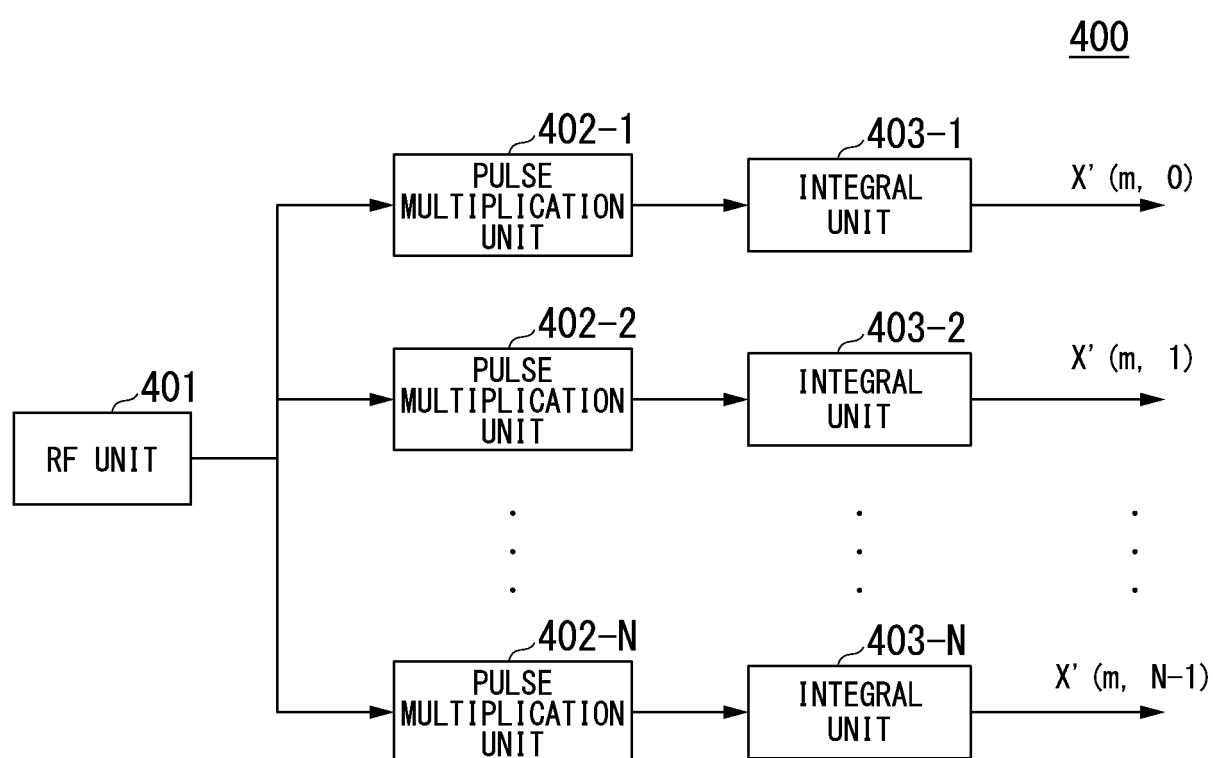 400
402-1
403-1
PULSE
MULTIPLICATION
UNIT
INTEGRAL
UNIT
X' (m, 0)
402-2
403-2
PULSE
MULTIPLICATION
UNIT
INTEGRAL
UNIT
X' (m, 1)
401
RF UNIT
402-N
403-N
PULSE
MULTIPLICATION
UNIT
INTEGRAL
UNIT
X' (m, N-1)